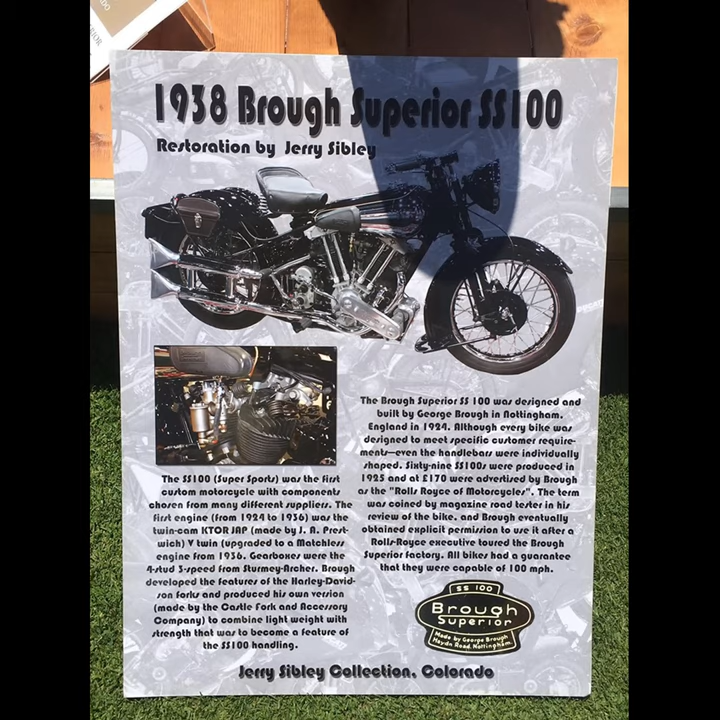 1938 Brough Superior SS100
Restoration by Jerry Sibley
The Brough Superior SS 100 was designed and
built by George Brough in Nottingham,
England in 1924. Although every bike was
designed to meet specific customer require-
ments—even the handlebars were individually
shaped. Sixty-nine SS100s were produced in
1925 and at £170 were advertised by Brough
as the "Rolls Royce of Motorcycles". The term
was coined by magazine road tester in his
review of the bike, and Brough eventually
obtained explicit permission to use it after a
Rolls-Royce executive toured the Brough
Superior factory. All bikes had a guarantee
that they were capable of 100 mph.
The SS100 (Super Sports) was the first
custom motorcycle with components
chosen from many different suppliers. The
first engine (from 1924 to 1936) was the
twin-cam KTOR JAP (made by J. A. Prest-
wich) V twin (upgraded to a Matchless
engine from 1936. Gearboxes were the
4-stud 3-speed from Sturmey-Archer. Brough
developed the features of the Harley-David-
son forks and produced his own version
(made by the Castle Fork and Accessory
Company) to combine light weight with
strength that was to become a feature of
the SS100 handling.
SS 100
Brough
Superior
Made by George Brough
Haydn Road, Nottingham.
Jerry Sibley Collection, Colorado